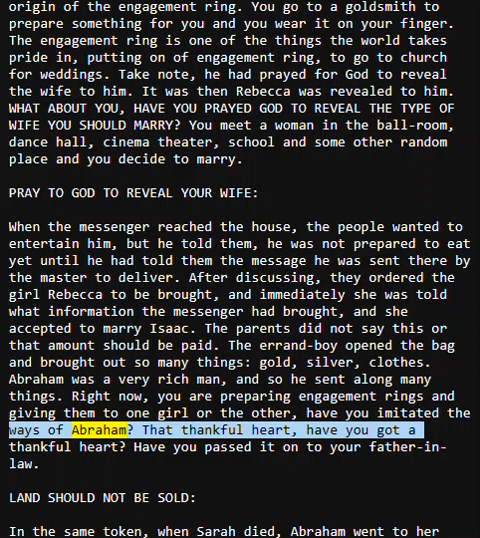 origin of the engagement ring. You go to a goldsmith to
prepare something for you and you wear it on your finger.
The engagement ring is one of the things the world takes
pride in, putting on of engagement ring, to go to church
for weddings. Take note, he had prayed for God to reveal
the wife to him. It was then Rebecca was revealed to him.
WHAT ABOUT YOU, HAVE YOU PRAYED GOD TO REVEAL THE TYPE OF
WIFE YOU SHOULD MARRY? You meet a woman in the ball-room,
dance hall, cinema theater, school and some other random
place and you decide to marry.
PRAY TO GOD TO REVEAL YOUR WIFE:
When the messenger reached the house, the people wanted to
entertain him, but he told them, he was not prepared to eat
yet until he had told them the message he was sent there by
the master to deliver. After discussing, they ordered the
girl Rebecca to be brought, and immediately she was told
what information the messenger had brought, and she
accepted to marry Isaac. The parents did not say this or
that amount should be paid. The errand-boy opened the bag
and brought out so many things: gold, silver, clothes.
Abraham was a very rich man, and so he sent along many
things. Right now, you are preparing engagement rings and
giving them to one girl or the other, have you imitated the
ways of Abraham? That thankful heart, have you got a
thankful heart? Have you passed it on to your father-in-
law.
LAND SHOULD NOT BE SOLD:
In the same token, when Sarah died, Abraham went to her